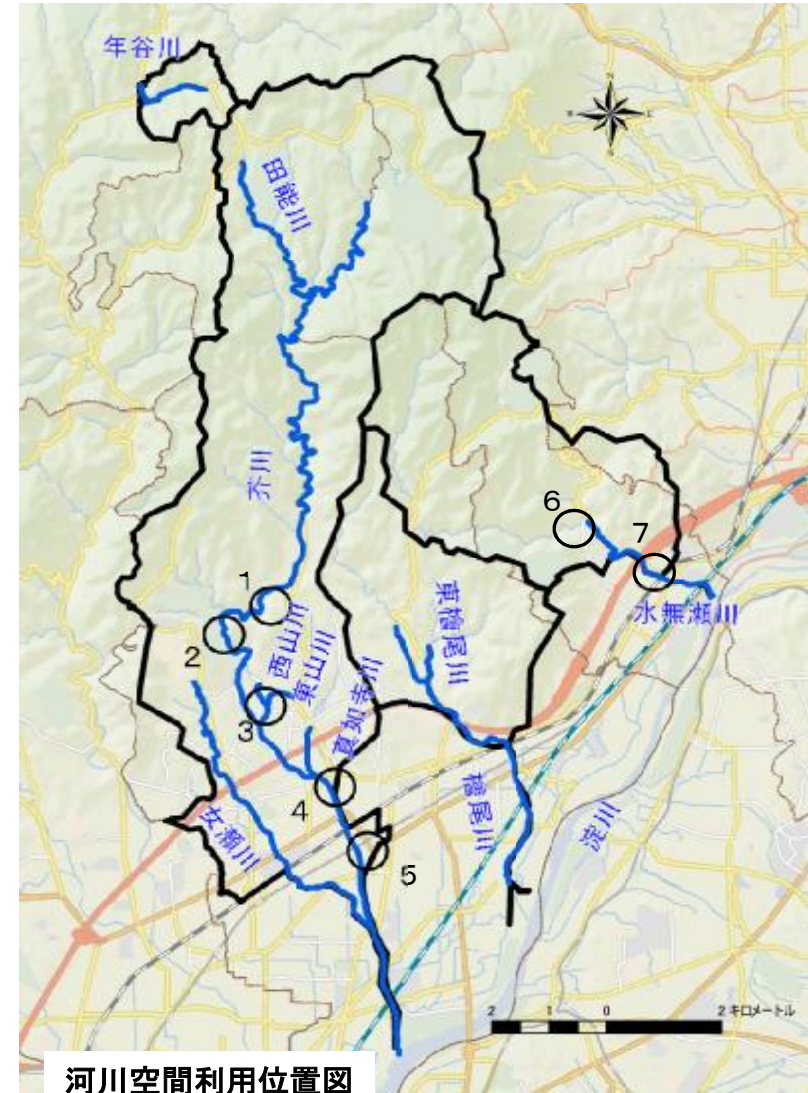 年谷川
N
W
E
S
田能川
芥川
6
7
水無瀬川
1
2
西山川
東山川
東檜尾川
真如寺川
3
4
女瀬川
檜尾川
淀川
5
2 1 0 2 キロメートル
河川空間利用位置図